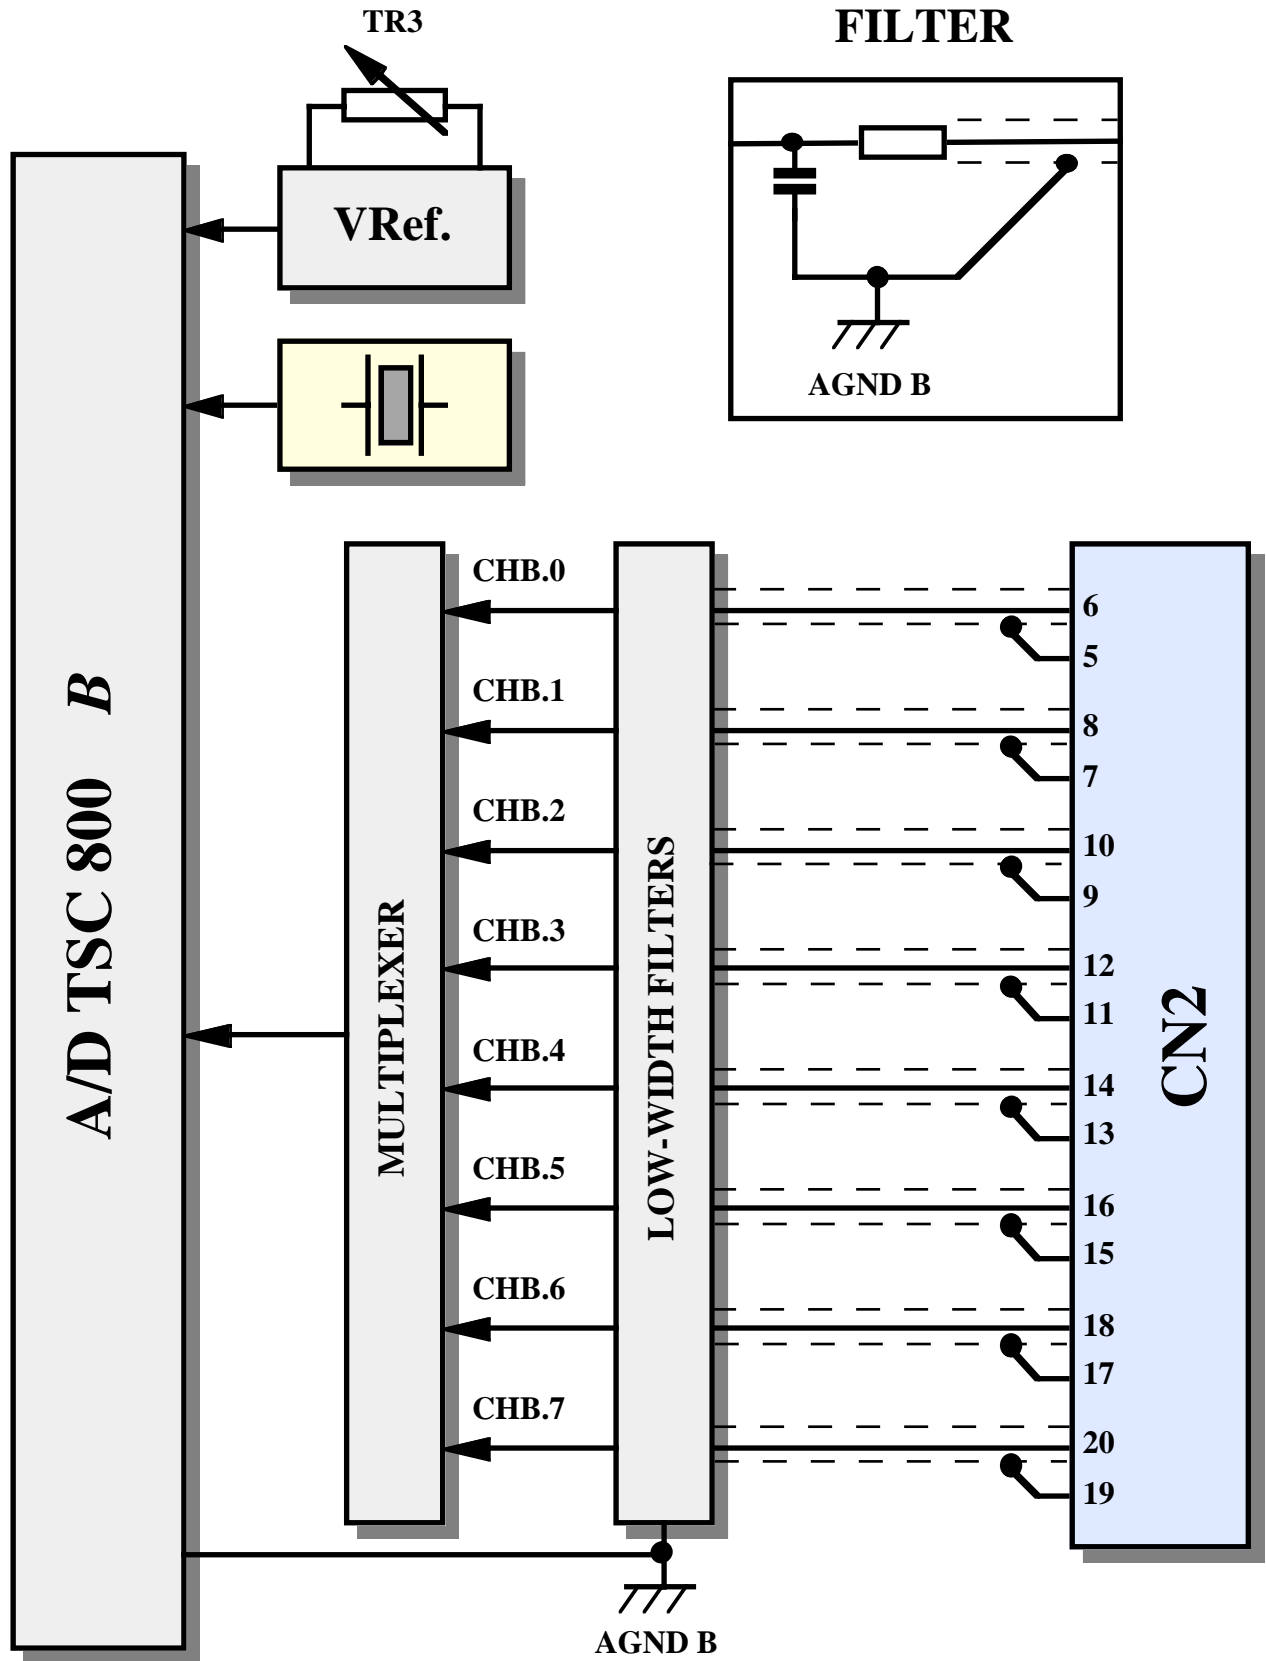 TR3
FILTER
VRef.
AGND B
A/D TSC 800 B
MULTIPLEXER
CHB.0
CHB.1
CHB.2
CHB.3
CHB.4
CHB.5
CHB.6
CHB.7
LOW-WIDTH FILTERS
6
5
8
7
10
9
12
11
14
13
16
15
18
17
20
19
CN2
AGND B